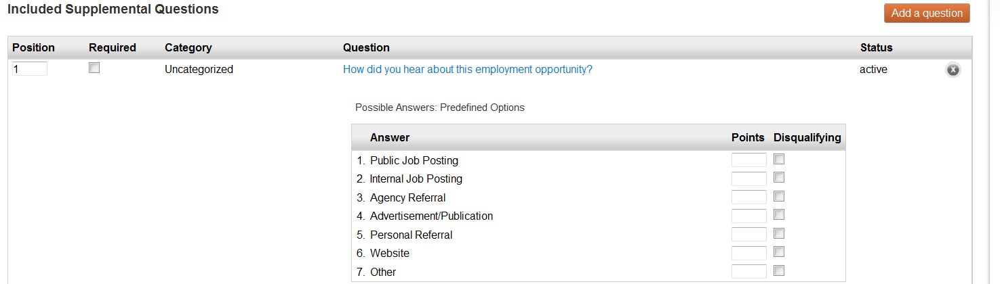 Included Supplemental Questions
Add a question
Position Required Category Question Status
1 Uncategorized How did you hear about this employment opportunity? active
Possible Answers: Predefined Options
Answer Points Disqualifying
1. Public Job Posting
2. Internal Job Posting
3. Agency Referral
4. Advertisement/Publication
5. Personal Referral
6. Website
7. Other